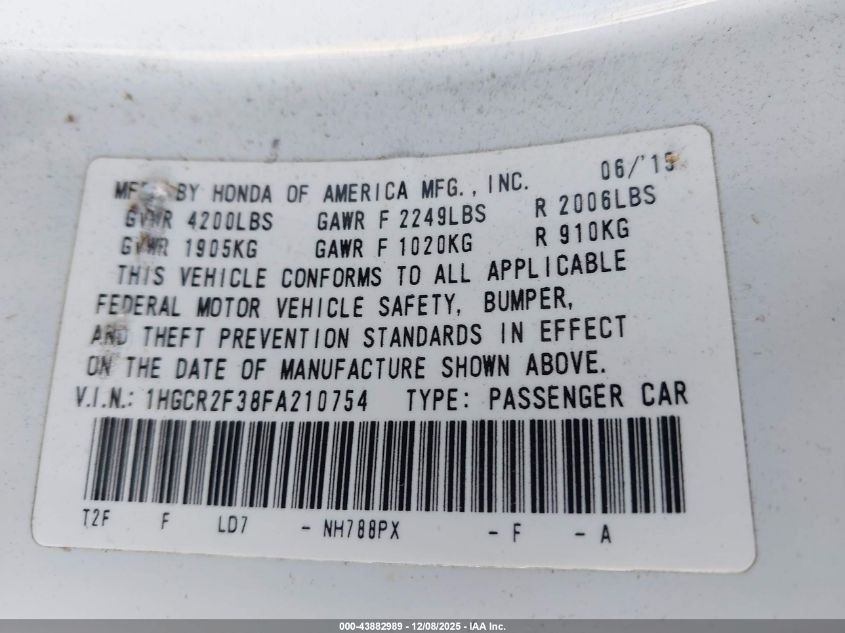 MFD BY HONDA OF AMERICA MFG., INC. 06/'15
GVWR 4200LBS GAWR F 2249LBS R 2006LBS
GVWR 1905KG GAWR F 1020KG R 910KG
THIS VEHICLE CONFORMS TO ALL APPLICABLE
FEDERAL MOTOR VEHICLE SAFETY, BUMPER,
AND THEFT PREVENTION STANDARDS IN EFFECT
ON THE DATE OF MANUFACTURE SHOWN ABOVE.
V.I.N.: 1HGCR2F38FA210754 TYPE: PASSENGER CAR
T2F F LD7 - NH788PX - F - A
000-43882989 - 12/08/2025 - IAA Inc.